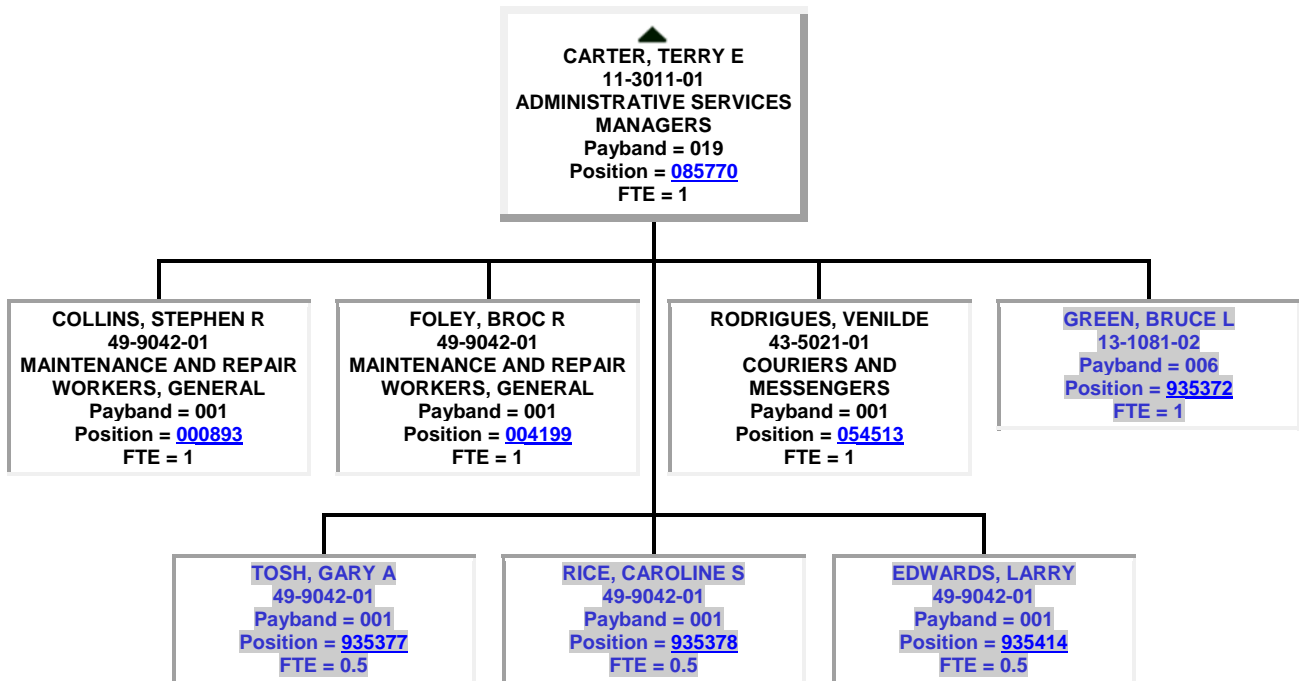 CARTER, TERRY E
11-3011-01
ADMINISTRATIVE SERVICES
MANAGERS
Payband = 019
Position = 085770
FTE = 1
COLLINS, STEPHEN R
49-9042-01
MAINTENANCE AND REPAIR
WORKERS, GENERAL
Payband = 001
Position = 000893
FTE = 1
FOLEY, BROC R
49-9042-01
MAINTENANCE AND REPAIR
WORKERS, GENERAL
Payband = 001
Position = 004199
FTE = 1
RODRIGUES, VENILDE
43-5021-01
COURIERS AND
MESSENGERS
Payband = 001
Position = 054513
FTE = 1
GREEN, BRUCE L
13-1081-02
Payband = 006
Position = 935372
FTE = 1
TOSH, GARY A
49-9042-01
Payband = 001
Position = 935377
FTE = 0.5
RICE, CAROLINE S
49-9042-01
Payband = 001
Position = 935378
FTE = 0.5
EDWARDS, LARRY
49-9042-01
Payband = 001
Position = 935414
FTE = 0.5